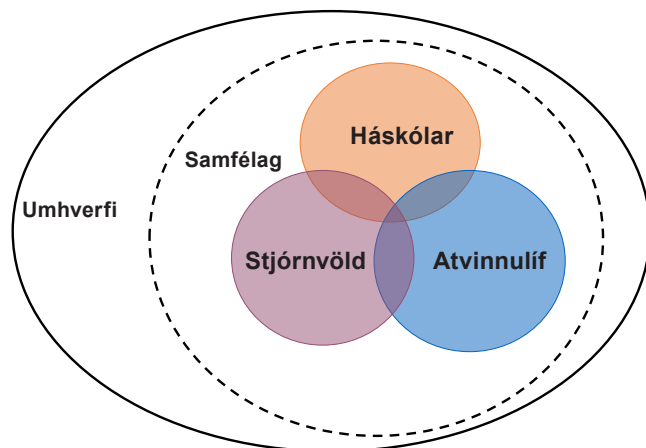 Háskólar
Samfélag
Umhverfi
Stjórnvöld
Atvinnulíf